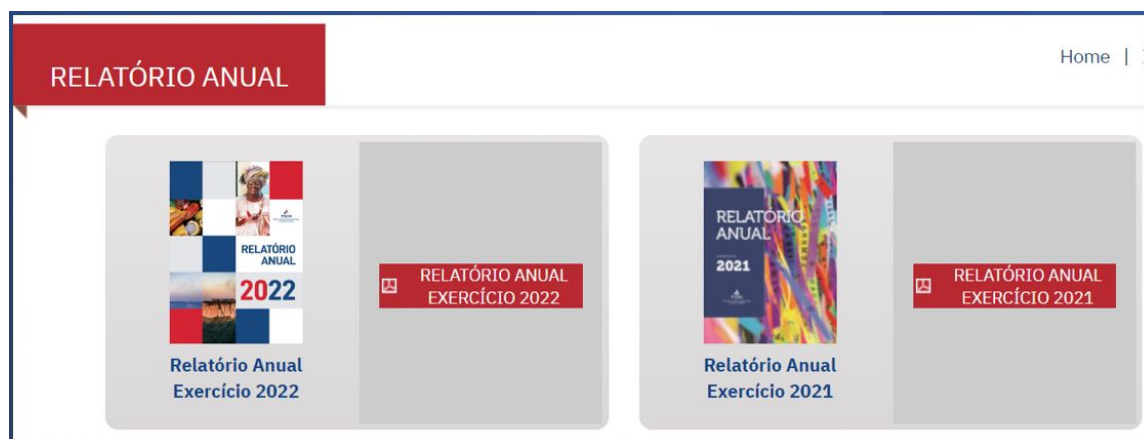 RELATÓRIO ANUAL
Home |
RELATÓRIO
ANUAL
2022
RELATÓRIO ANUAL
EXERCÍCIO 2022
Relatório Anual
Exercício 2022
RELATÓRIO
ANUAL
2021
RELATÓRIO ANUAL
EXERCÍCIO 2021
Relatório Anual
Exercício 2021